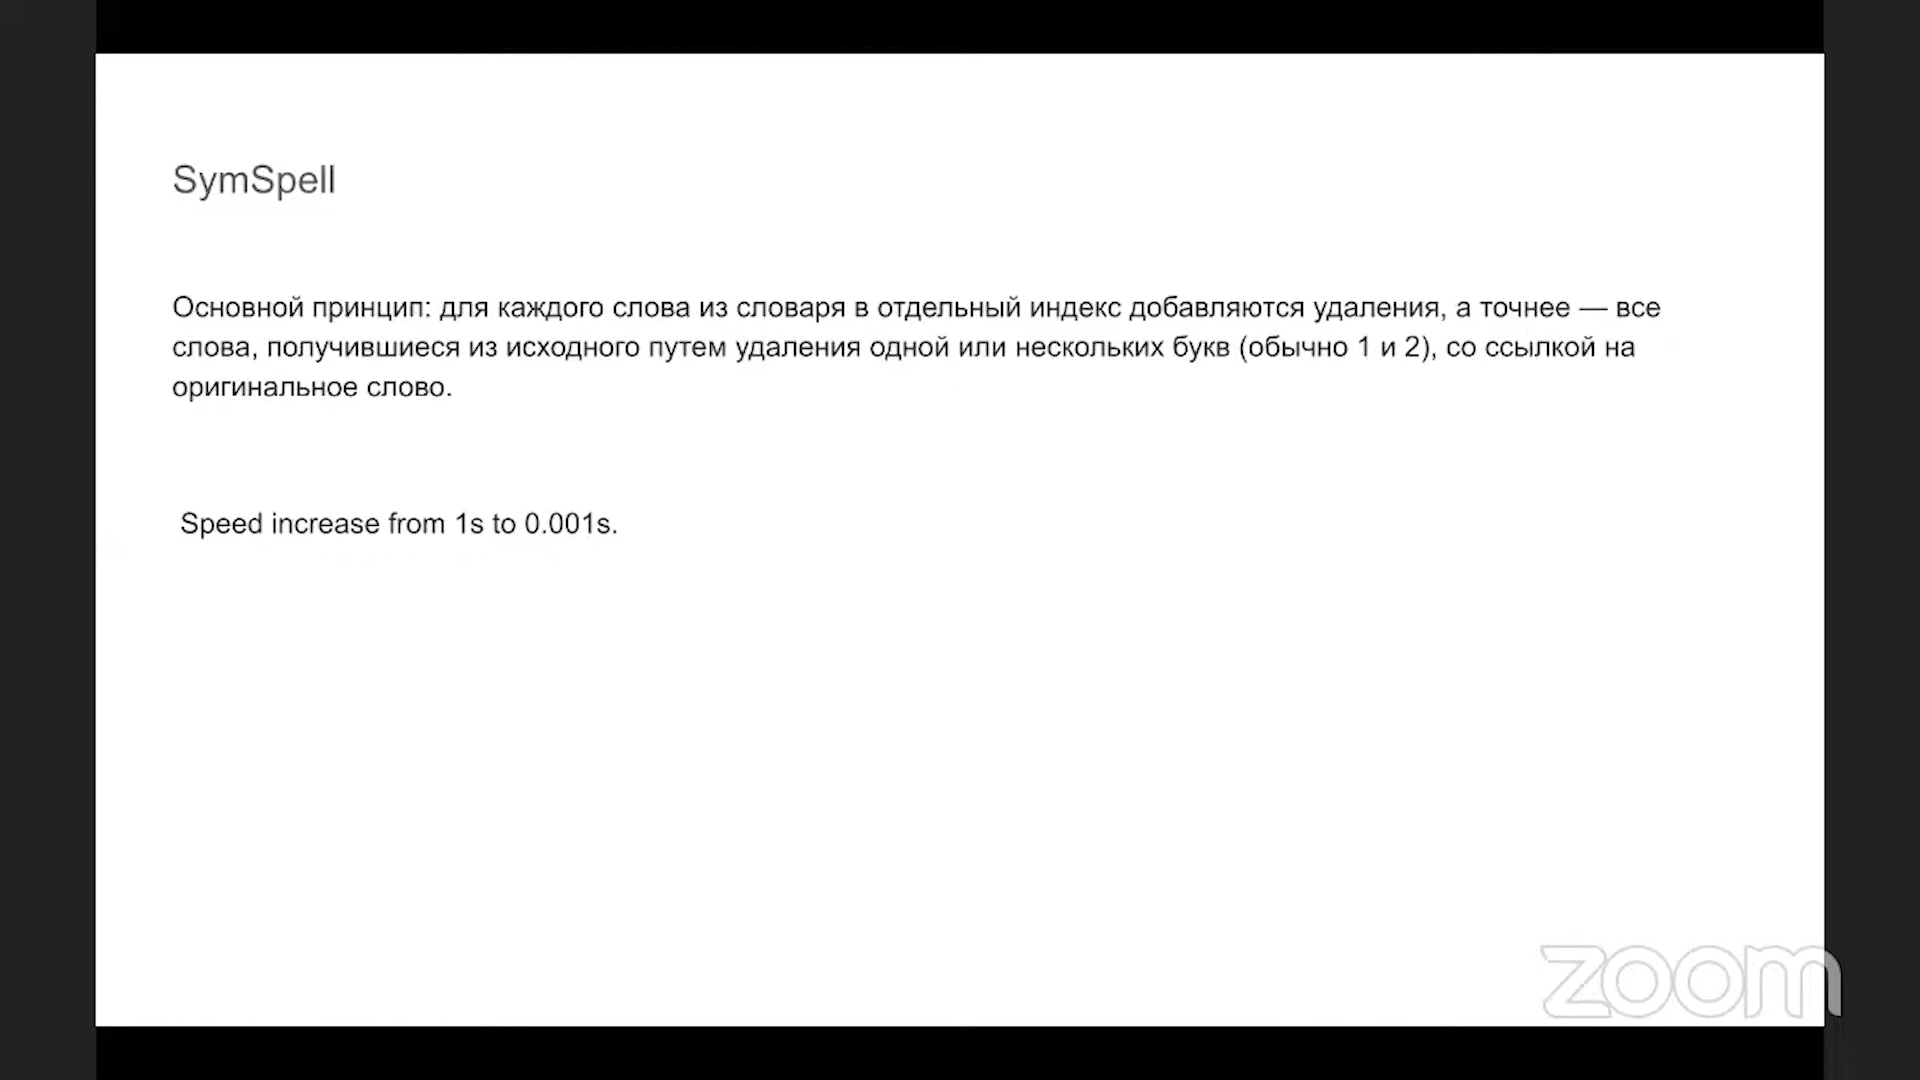 SymSpell
Основной принцип: для каждого слова из словаря в отдельный индекс добавляются удаления, а точнее — все
слова, получившиеся из исходного путем удаления одной или нескольких букв (обычно 1 и 2), со ссылкой на
оригинальное слово.
Speed increase from 1s to 0.001s.
zoom